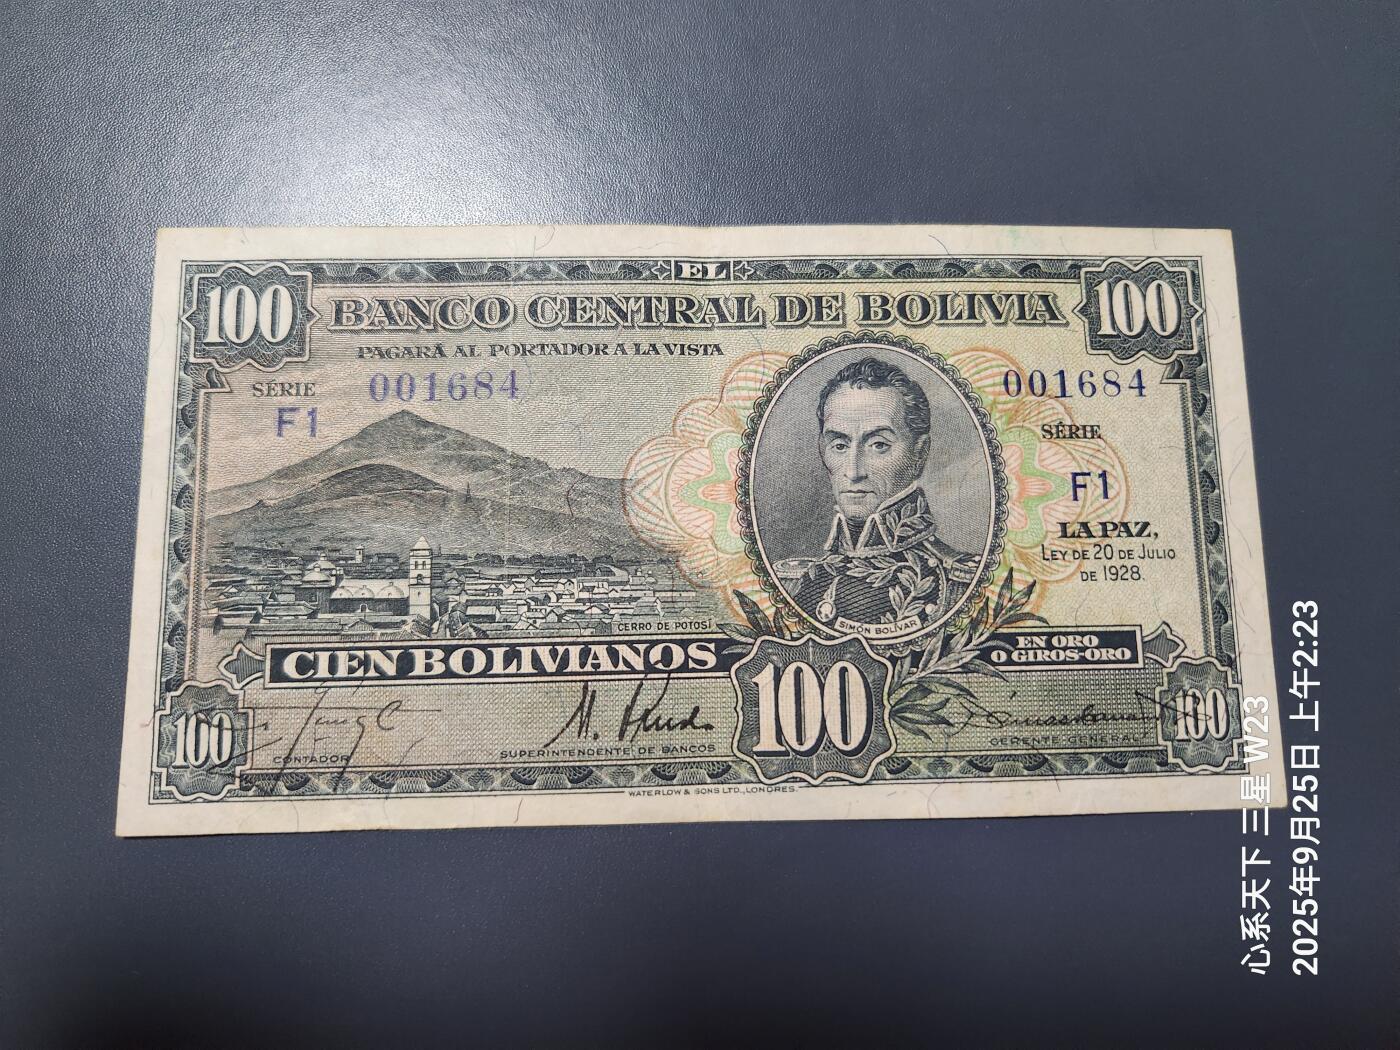 EL
100
BANCO CENTRAL DE BOLIVIA
100
PAGARÁ AL PORTADOR A LA VISTA
SÉRIE
001684
F1
001684
SÉRIE
F1
LA PAZ,
LEY DE 20 DE JULIO
DE 1928.
CERRO DE POTOSÍ
SIMÓN BOLÍVAR
CIEN BOLIVIANOS
100
EN ORO
O GIROS-ORO
100
CONTADOR
SUPERINTENDENTE DE BANCOS
GERENTE-GENERAL
100
WATERLOW & SONS LTD., LONDRES.
心系天下 三星 W23
2025年9月25日 上午2:23